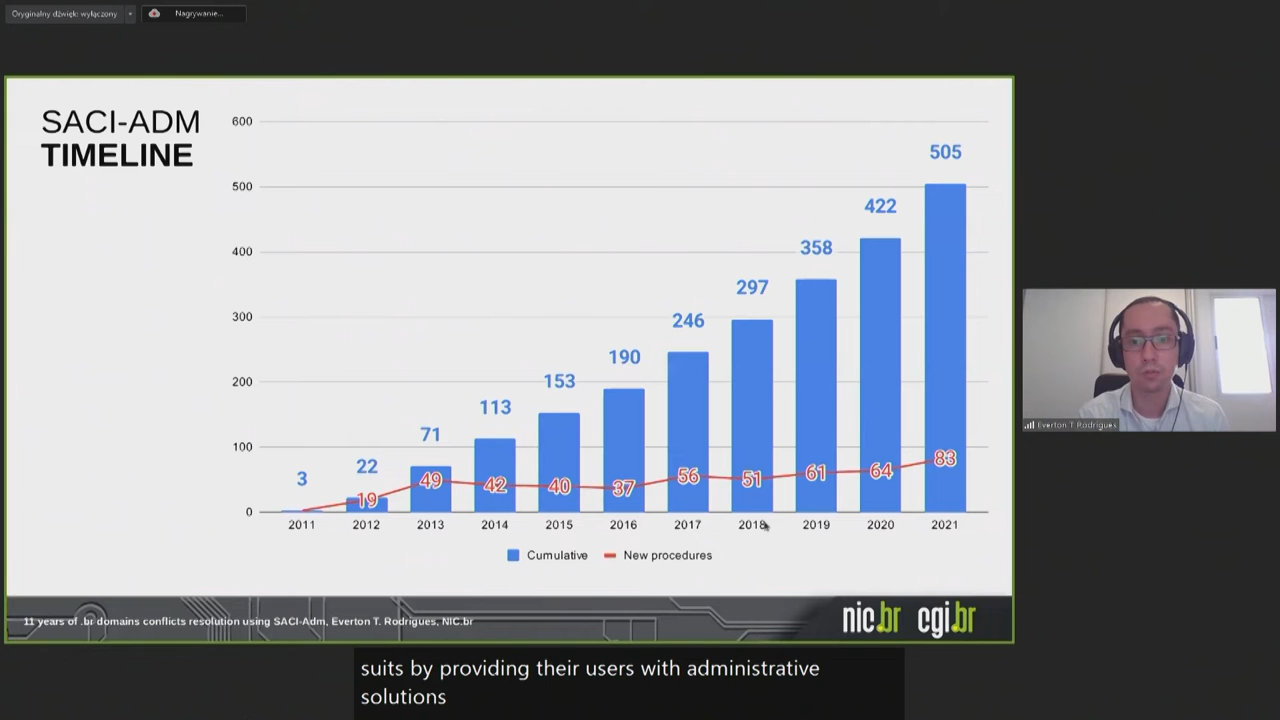 Oryginalny dźwięk: wyłączony
Nagrywanie...
SACI-ADM
TIMELINE
600
500
400
300
200
100
0
3
22
71
113
153
190
246
297
358
422
505
19
49
42
40
37
56
51
61
64
83
2011 2012 2013 2014 2015 2016 2017 2018 2019 2020 2021
Cumulative New procedures
11 years of .br domains conflicts resolution using SACI-Adm, Everton T. Rodrigues, NIC.br
nic.br cgi.br
Everton T Rodrigues
suits by providing their users with administrative
solutions